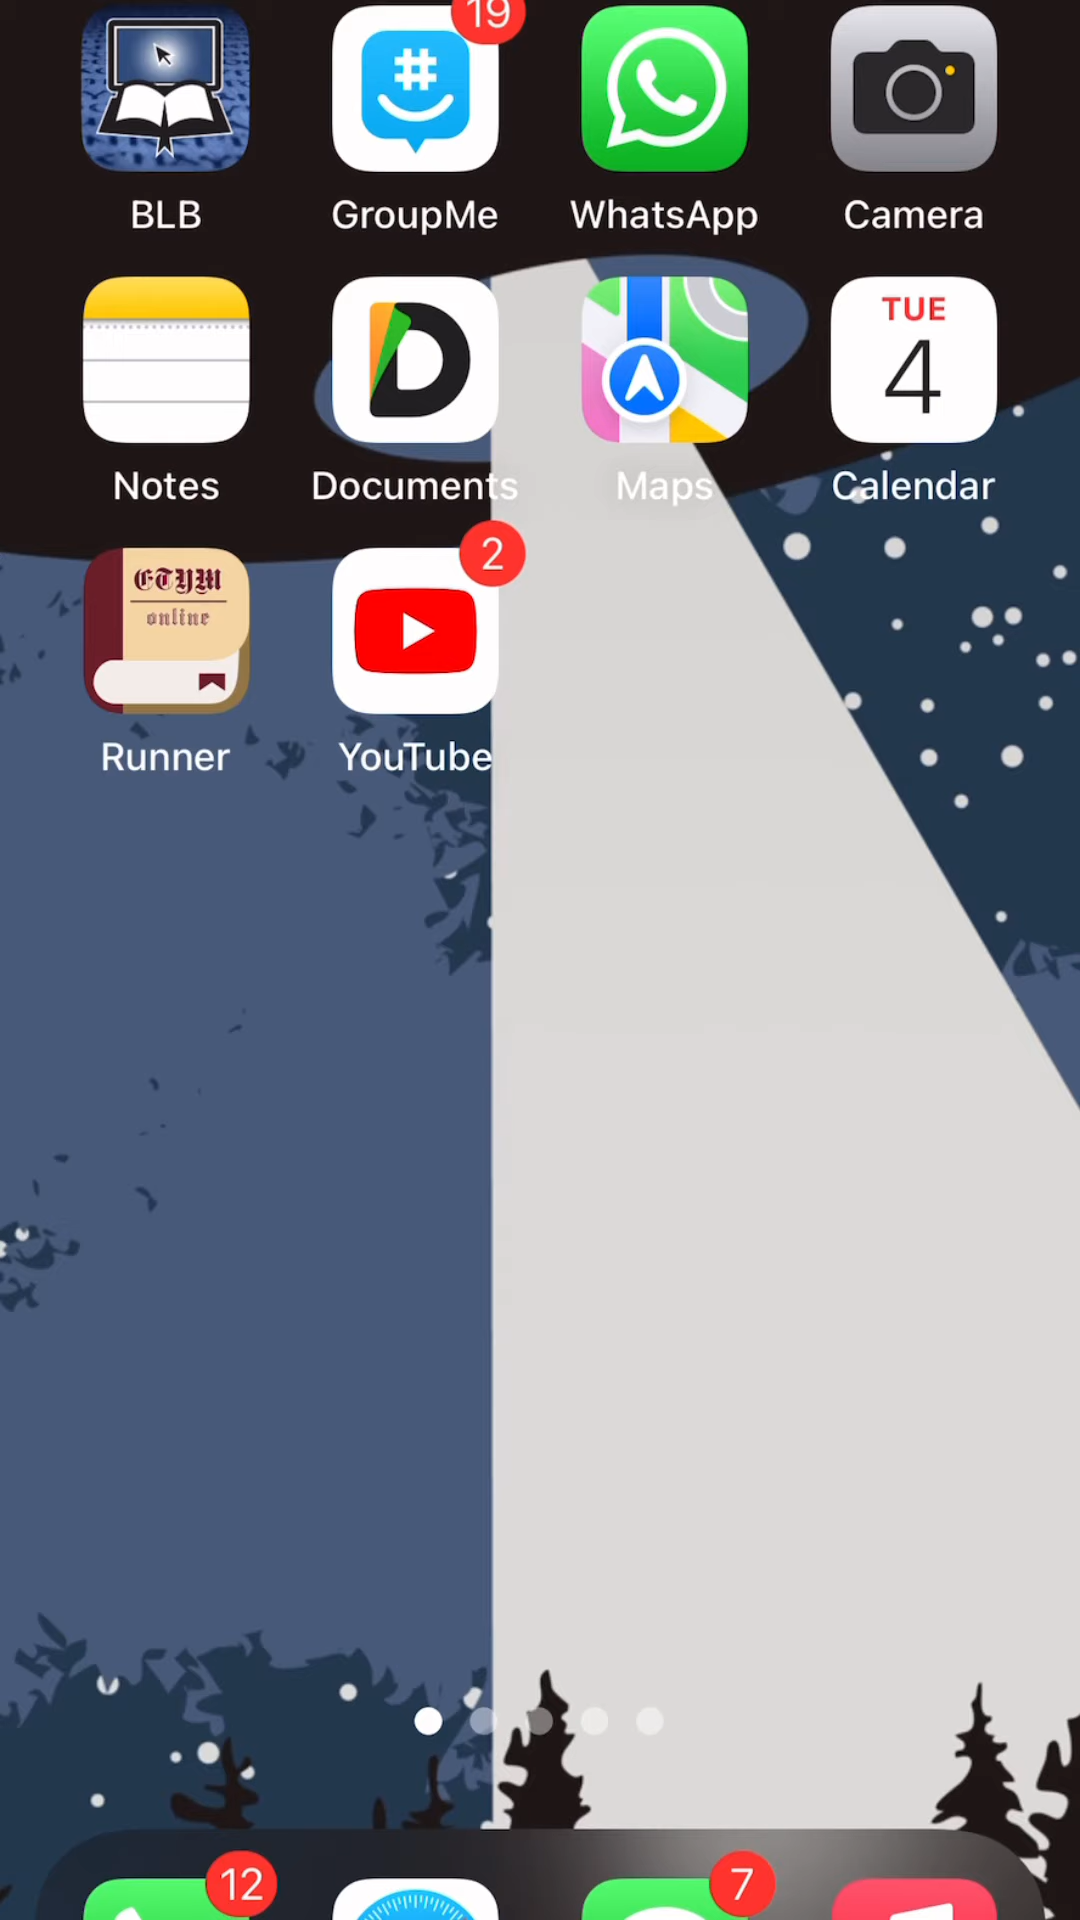 19
BLB
GroupMe
WhatsApp
Camera
TUE
4
Notes
Documents
Maps
Calendar
ETYM
online
2
Runner
YouTube
12
7